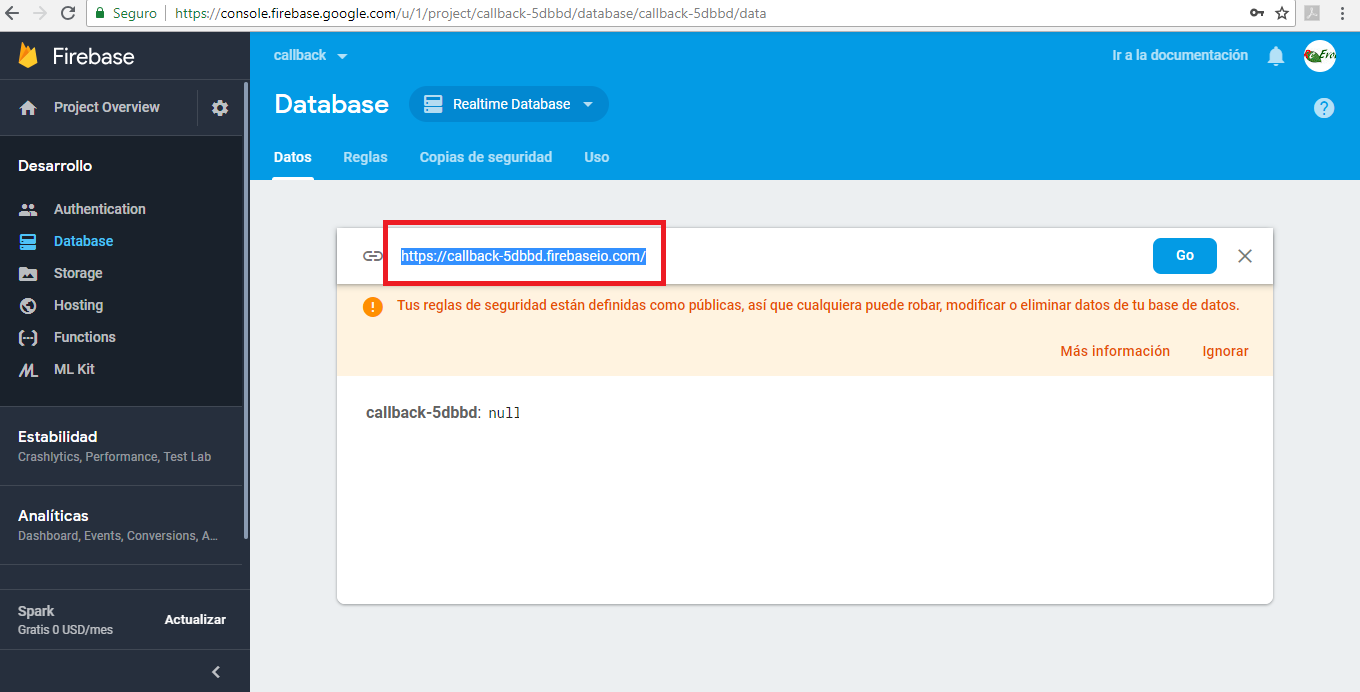 Seguro
https://console.firebase.google.com/u/1/project/callback-5dbbd/database/callback-5dbbd/data
Firebase
Project Overview
Desarrollo
Authentication
Database
Storage
Hosting
Functions
ML Kit
Estabilidad
Crashlytics, Performance, Test Lab
Analíticas
Dashboard, Events, Conversions, A...
Spark
Gratis 0 USD/mes
Actualizar
callback
Ir a la documentación
Database
Realtime Database
Datos
Reglas
Copias de seguridad
Uso
https://callback-5dbbd.firebaseio.com/
Go
Tus reglas de seguridad están definidas como públicas, así que cualquiera puede robar, modificar o eliminar datos de tu base de datos.
Más información
Ignorar
callback-5dbbd: null